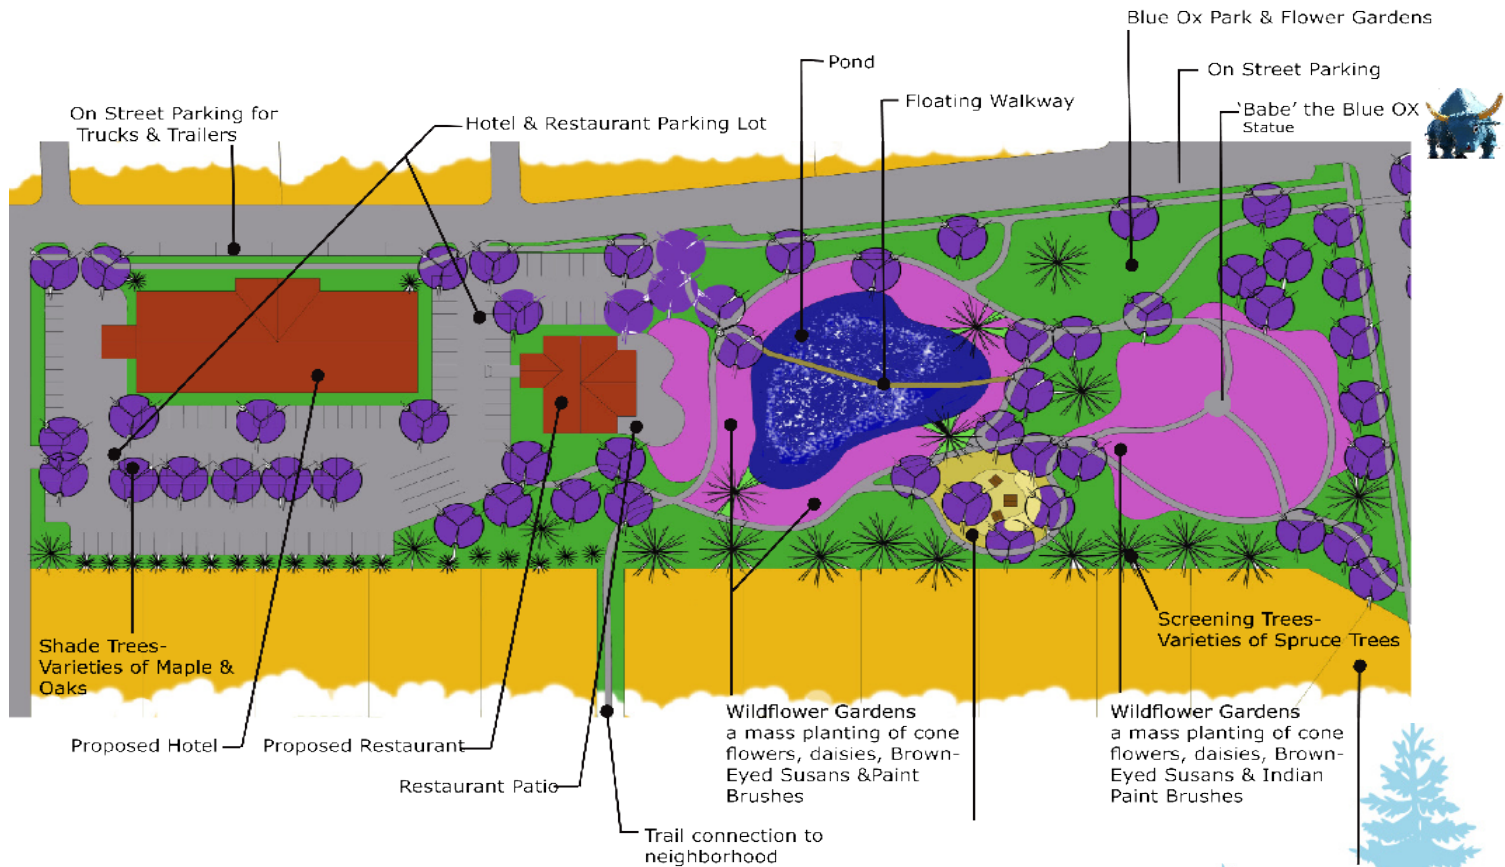 Blue Ox Park & Flower Gardens
Pond
On Street Parking
Floating Walkway
'Babe' the Blue OX
Statue
On Street Parking for
Trucks & Trailers
Hotel & Restaurant Parking Lot
Shade Trees-
Varieties of Maple &
Oaks
Screening Trees-
Varieties of Spruce Trees
Proposed Hotel
Proposed Restaurant
Restaurant Patio
Wildflower Gardens
a mass planting of cone
flowers, daisies, Brown-
Eyed Susans &Paint
Brushes
Wildflower Gardens
a mass planting of cone
flowers, daisies, Brown-
Eyed Susans & Indian
Paint Brushes
Trail connection to
neighborhood